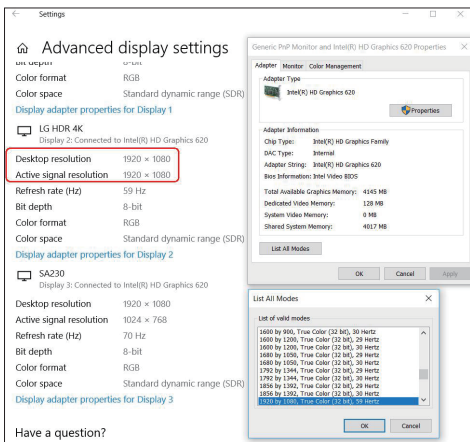 Settings
Advanced display settings
Bit depth 8-bit
Color format RGB
Color space Standard dynamic range (SDR)
Display adapter properties for Display 1
LG HDR 4K
Display 2: Connected to Intel(R) HD Graphics 620
Desktop resolution 1920 × 1080
Active signal resolution 1920 × 1080
Refresh rate (Hz) 59 Hz
Bit depth 8-bit
Color format RGB
Color space Standard dynamic range (SDR)
Display adapter properties for Display 2
SA230
Display 3: Connected to Intel(R) HD Graphics 620
Desktop resolution 1920 × 1080
Active signal resolution 1024 × 768
Refresh rate (Hz) 70 Hz
Bit depth 8-bit
Color format RGB
Color space Standard dynamic range (SDR)
Display adapter properties for Display 3
Have a question?
Generic PnP Monitor and Intel(R) HD Graphics 620 Properties
Adapter Monitor Color Management
Adapter Type
Intel(R) HD Graphics 620
Properties
Adapter Information
Chip Type: Intel(R) HD Graphics Family
DAC Type: Internal
Adapter String: Intel(R) HD Graphics 620
Bios Information: Intel Video BIOS
Total Available Graphics Memory: 4145 MB
Dedicated Video Memory: 128 MB
System Video Memory: 0 MB
Shared System Memory: 4017 MB
List All Modes
OK Cancel Apply
List All Modes
List of valid modes
1600 by 900, True Color (32 bit), 30 Hertz
1600 by 1200, True Color (32 bit), 29 Hertz
1600 by 1200, True Color (32 bit), 30 Hertz
1680 by 1050, True Color (32 bit), 29 Hertz
1680 by 1050, True Color (32 bit), 30 Hertz
1792 by 1344, True Color (32 bit), 29 Hertz
1792 by 1344, True Color (32 bit), 30 Hertz
1856 by 1392, True Color (32 bit), 29 Hertz
1856 by 1392, True Color (32 bit), 30 Hertz
1920 by 1080, True Color (32 bit), 59 Hertz
OK Cancel